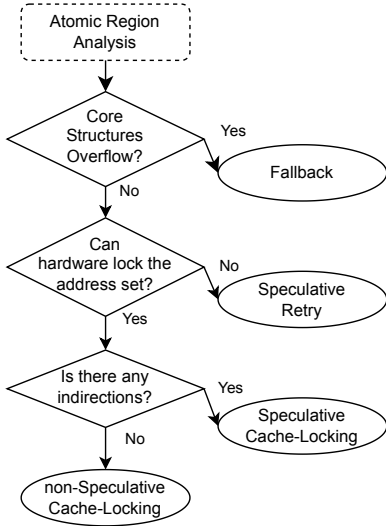 Atomic Region
Analysis
Core
Structures
Overflow?
Yes
Fallback
No
Can
hardware lock the
address set?
No
Speculative
Retry
Yes
Is there any
indirections?
Yes
Speculative
Cache-Locking
No
non-Speculative
Cache-Locking